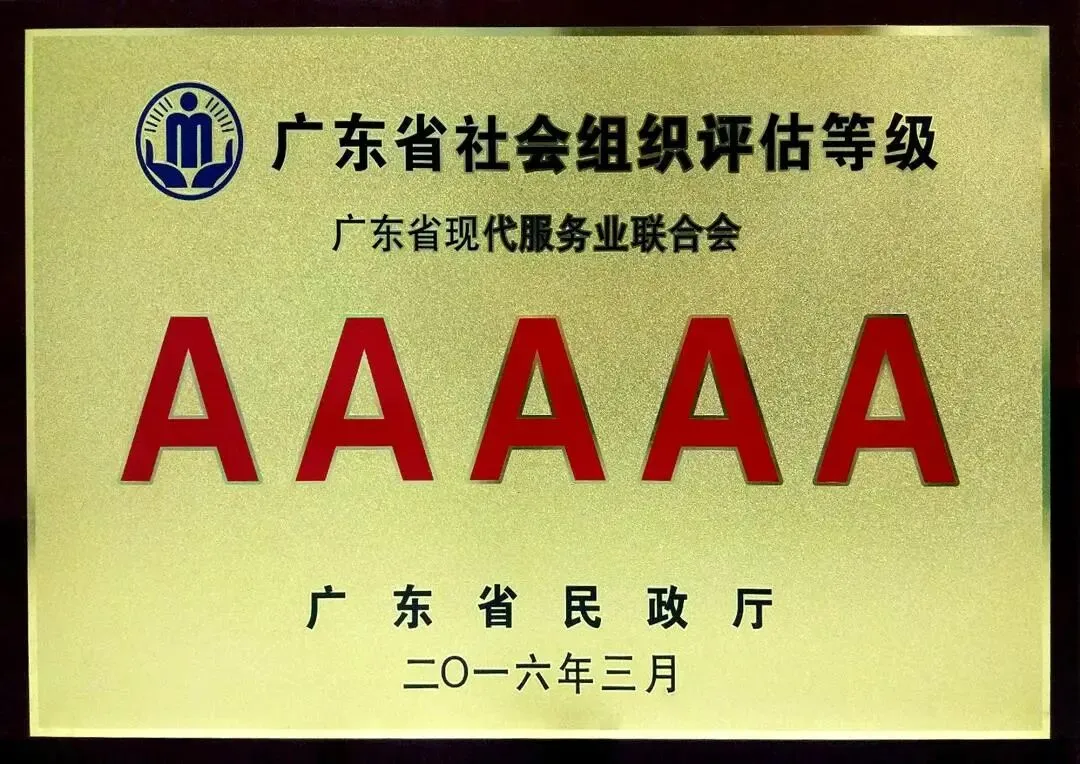 广东省社会组织评估等级
广东省现代服务业联合会
AAAAA
广东省民政厅
二〇一六年三月